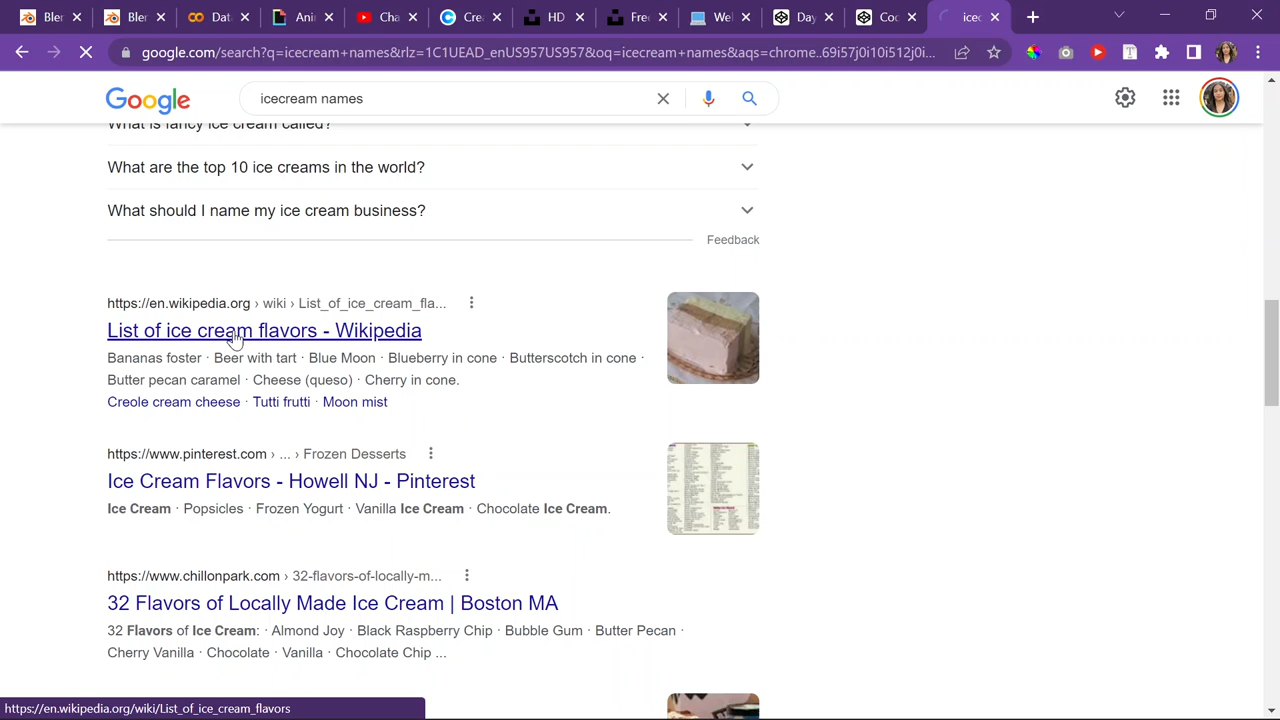 Bler
Bler
Dat
Ant
Cha
Cre
HD
Fre
Wel
Day
Coc
iced
google.com/search?q=icecream+names&rlz=1C1UEAD_enUS957US957&oq=icecream+names&aqs=chrome..69i57j0i10i512j0i...
Google
icecream names
What is fancy ice cream called?
What are the top 10 ice creams in the world?
What should I name my ice cream business?
Feedback
https://en.wikipedia.org › wiki › List_of_ice_cream_fla...
List of ice cream flavors - Wikipedia
Bananas foster · Beer with tart · Blue Moon · Blueberry in cone · Butterscotch in cone ·
Butter pecan caramel · Cheese (queso) · Cherry in cone.
Creole cream cheese · Tutti frutti · Moon mist
https://www.pinterest.com › ... › Frozen Desserts
Ice Cream Flavors - Howell NJ - Pinterest
Ice Cream · Popsicles · Frozen Yogurt · Vanilla Ice Cream · Chocolate Ice Cream.
https://www.chillonpark.com › 32-flavors-of-locally-m...
32 Flavors of Locally Made Ice Cream | Boston MA
32 Flavors of Ice Cream: · Almond Joy · Black Raspberry Chip · Bubble Gum · Butter Pecan ·
Cherry Vanilla · Chocolate · Vanilla · Chocolate Chip ...
https://en.wikipedia.org/wiki/List_of_ice_cream_flavors